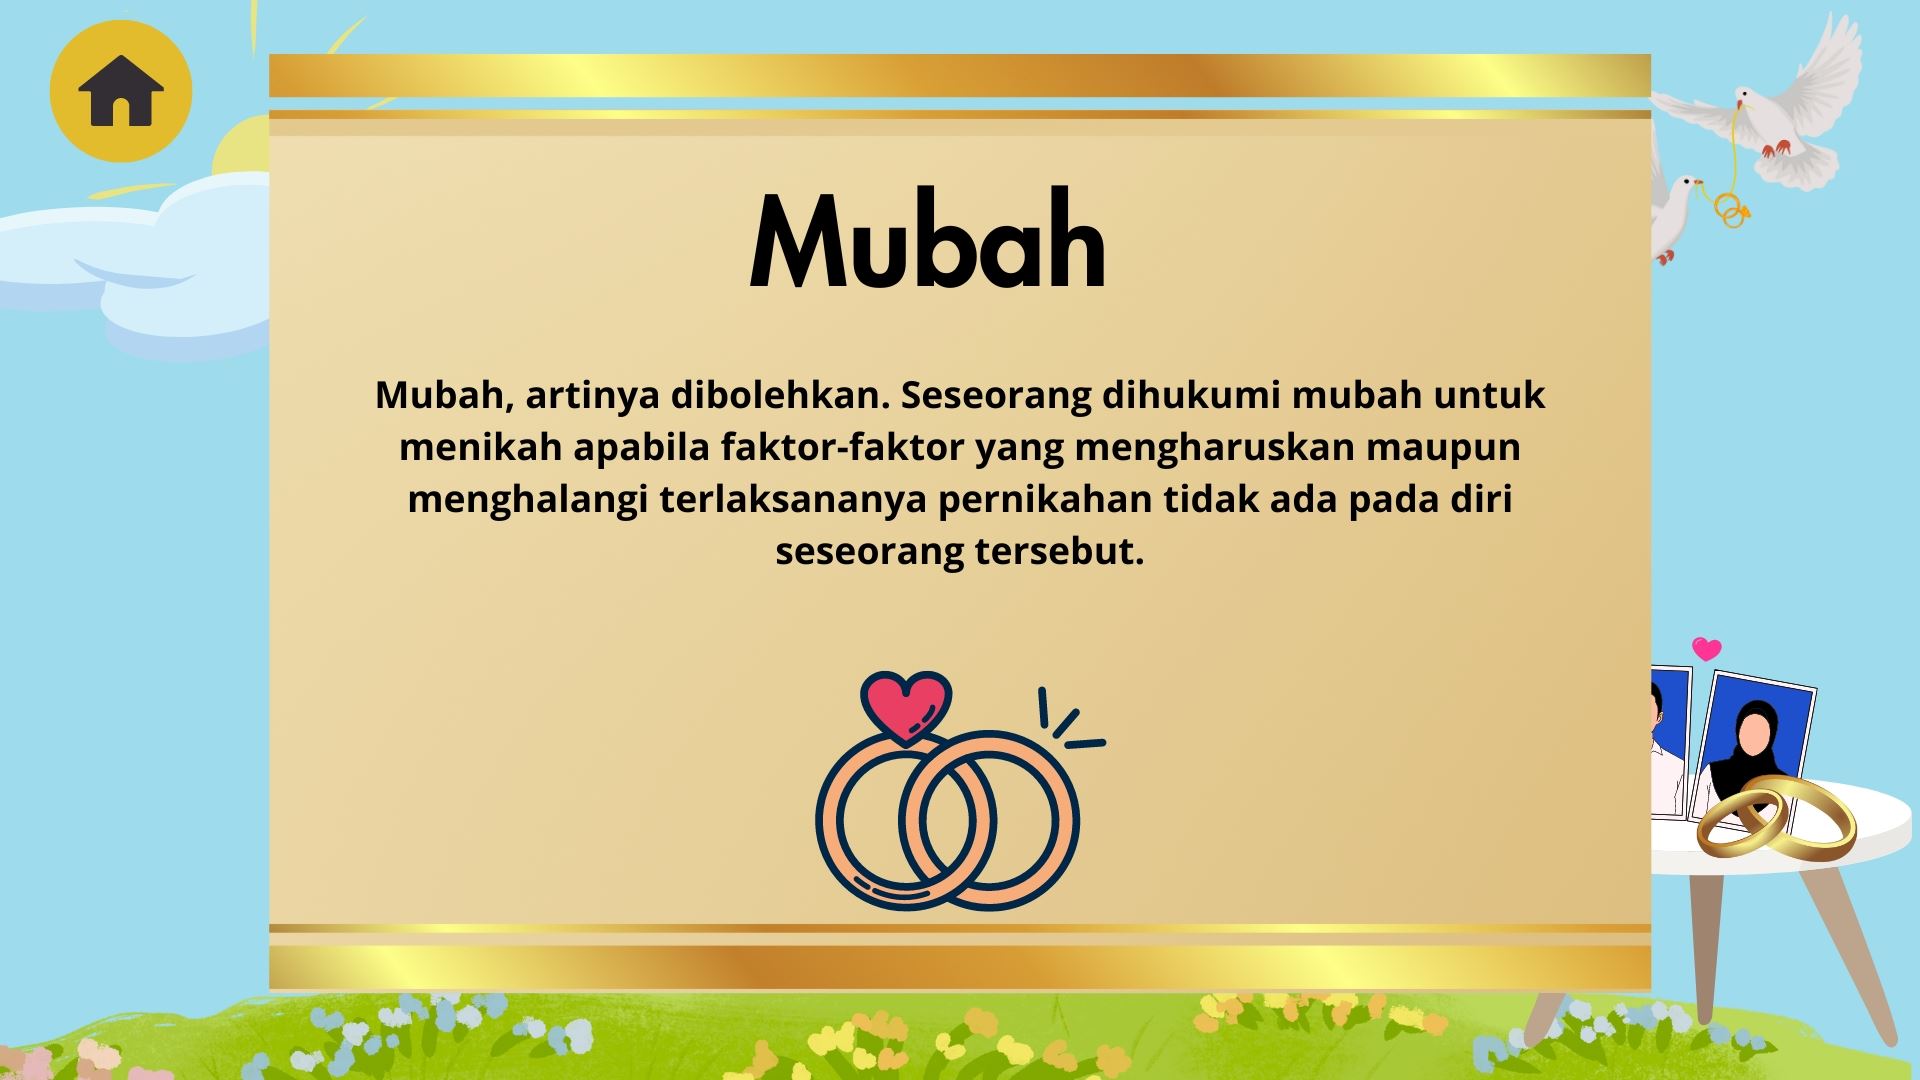 Mubah
Mubah, artinya dibolehkan. Seseorang dihukumi mubah untuk
menikah apabila faktor-faktor yang mengharuskan maupun
menghalangi terlaksananya pernikahan tidak ada pada diri
seseorang tersebut.